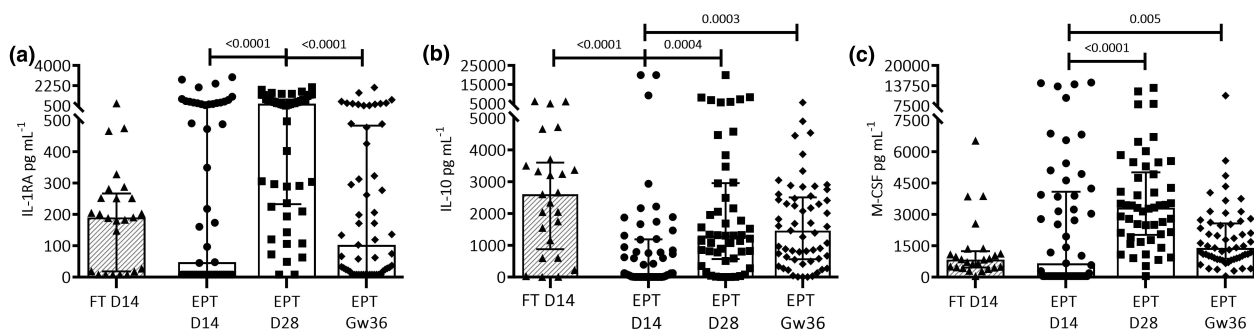 0.0003
0.005
(a) <0.0001 <0.0001
(b) <0.0001 0.0004
(c) <0.0001
IL-1RA pg mL⁻¹
4000
2250
500
500
400
300
200
100
0
FT D14
EPT D14
EPT D28
EPT Gw36
IL-10 pg mL⁻¹
25000
15000
5000
5000
4000
3000
2000
1000
0
FT D14
EPT D14
EPT D28
EPT Gw36
M-CSF pg mL⁻¹
20000
13750
7500
7500
6000
4500
3000
1500
0
FT D14
EPT D14
EPT D28
EPT Gw36